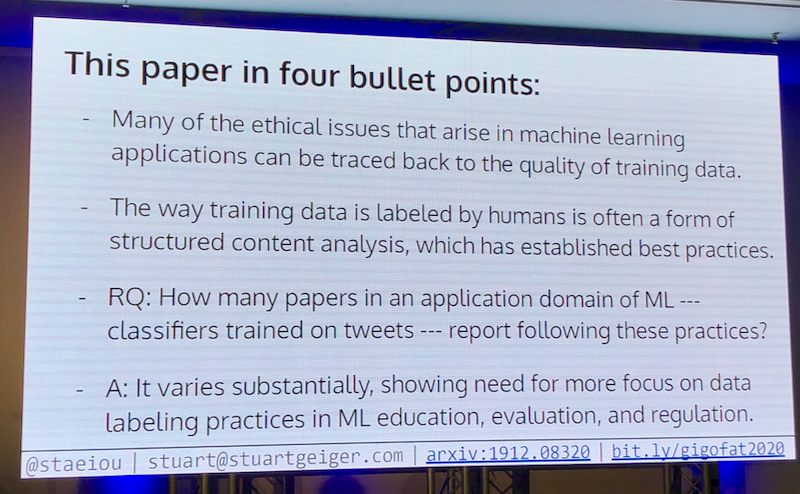 This paper in four bullet points:
- Many of the ethical issues that arise in machine learning
applications can be traced back to the quality of training data.
- The way training data is labeled by humans is often a form of
structured content analysis, which has established best practices.
- RQ: How many papers in an application domain of ML ---
classifiers trained on tweets --- report following these practices?
- A: It varies substantially, showing need for more focus on data
labeling practices in ML education, evaluation, and regulation.
@staeiou | stuart@stuartgeiger.com | arxiv:1912.08320 | bit.ly/gigofat2020